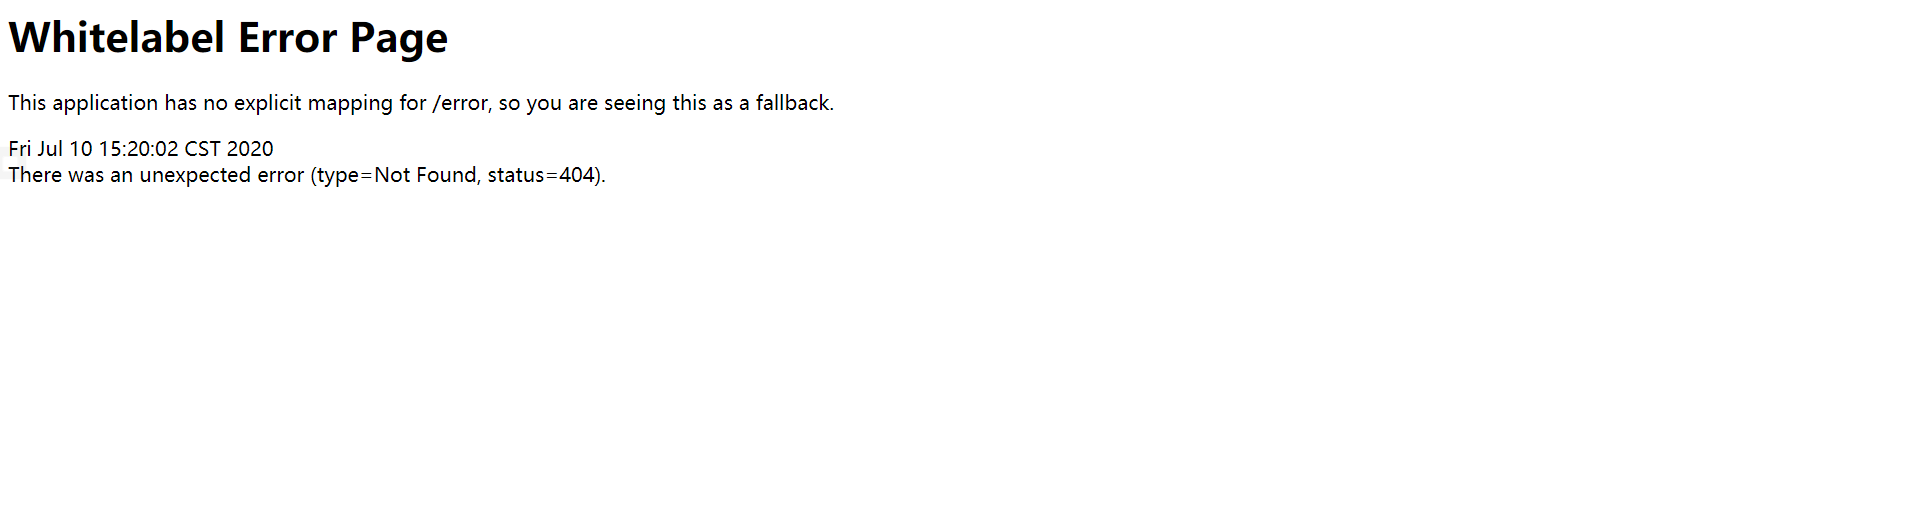 Whitelabel Error Page
This application has no explicit mapping for /error, so you are seeing this as a fallback.
Fri Jul 10 15:20:02 CST 2020
There was an unexpected error (type=Not Found, status=404).